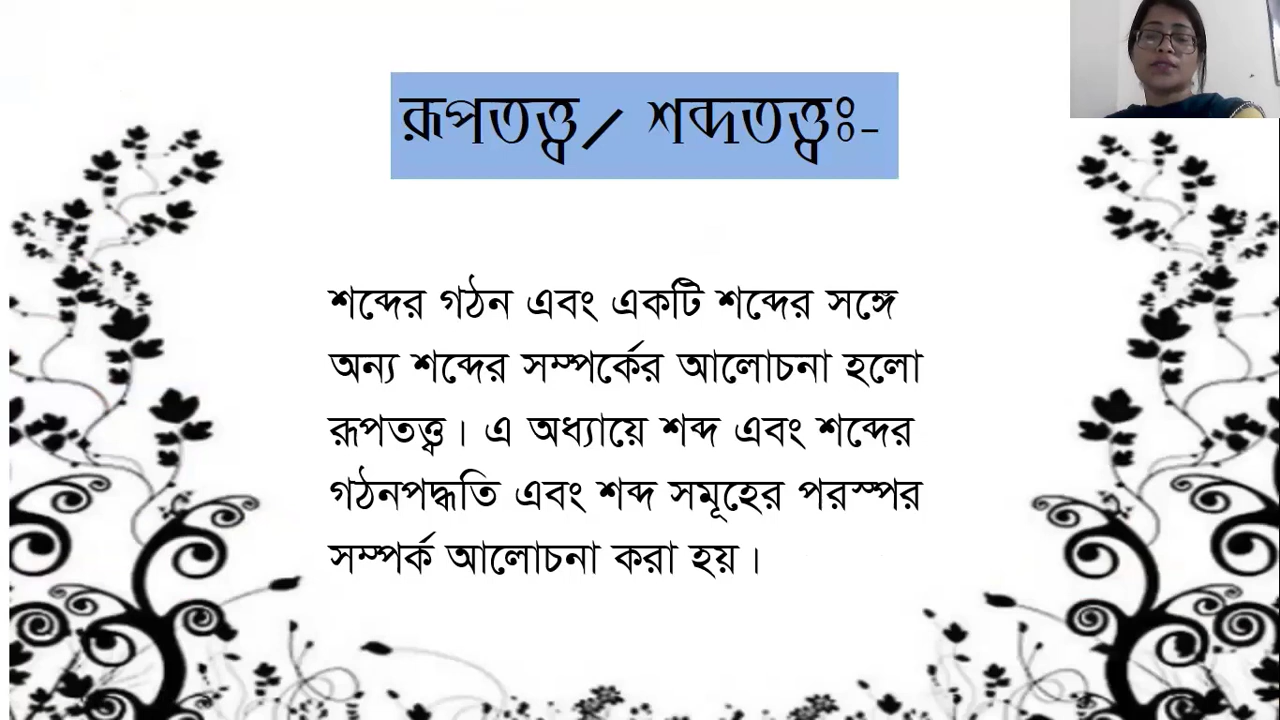 রূপতত্ত্ব/ শব্দতত্ত্বঃ-
শব্দের গঠন এবং একটি শব্দের সঙ্গে
অন্য শব্দের সম্পর্কের আলোচনা হলো
রূপতত্ত্ব। এ অধ্যায়ে শব্দ এবং শব্দের
গঠনপদ্ধতি এবং শব্দ সমূহের পরস্পর
সম্পর্ক আলোচনা করা হয়।